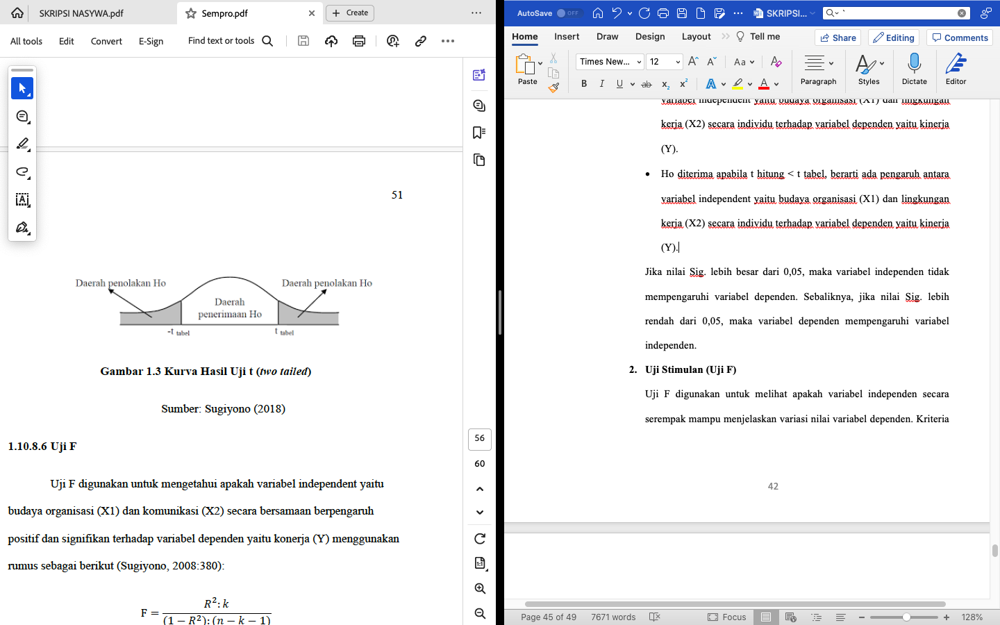 SKRIPSI NASYWA.pdf
Sempro.pdf
Create
All tools
Edit
Convert
E-Sign
Find text or tools
51
Daerah penolakan Ho
Daerah penolakan Ho
Daerah
penerimaan Ho
-t tabel
t tabel
Gambar 1.3 Kurva Hasil Uji t (two tailed)
Sumber: Sugiyono (2018)
1.10.8.6 Uji F
Uji F digunakan untuk mengetahui apakah variabel independent yaitu
budaya organisasi (X1) dan komunikasi (X2) secara bersamaan berpengaruh
positif dan signifikan terhadap variabel dependen yaitu konerja (Y) menggunakan
rumus sebagai berikut (Sugiyono, 2008:380):
F = R²: k
(1 − R²): (n − k − 1)
56
60
AutoSave OFF
SKRIPSI...
Home
Insert
Draw
Design
Layout
Tell me
Share
Editing
Comments
Paste
Times New...
12
Aa
B I U ab x₂ x² A A
Paragraph
Styles
Dictate
Editor
variabel independent yaitu budaya organisasi (X1) dan lingkungan
kerja (X2) secara individu terhadap variabel dependen yaitu kinerja
(Y).
• Ho diterima apabila t hitung < t tabel, berarti ada pengaruh antara
variabel independent yaitu budaya organisasi (X1) dan lingkungan
kerja (X2) secara individu terhadap variabel dependen yaitu kinerja
(Y).
Jika nilai Sig. lebih besar dari 0,05, maka variabel independen tidak
mempengaruhi variabel dependen. Sebaliknya, jika nilai Sig. lebih
rendah dari 0,05, maka variabel dependen mempengaruhi variabel
independen.
2. Uji Stimulan (Uji F)
Uji F digunakan untuk melihat apakah variabel independen secara
serempak mampu menjelaskan variasi nilai variabel dependen. Kriteria
42
Page 45 of 49
7671 words
Focus
128%